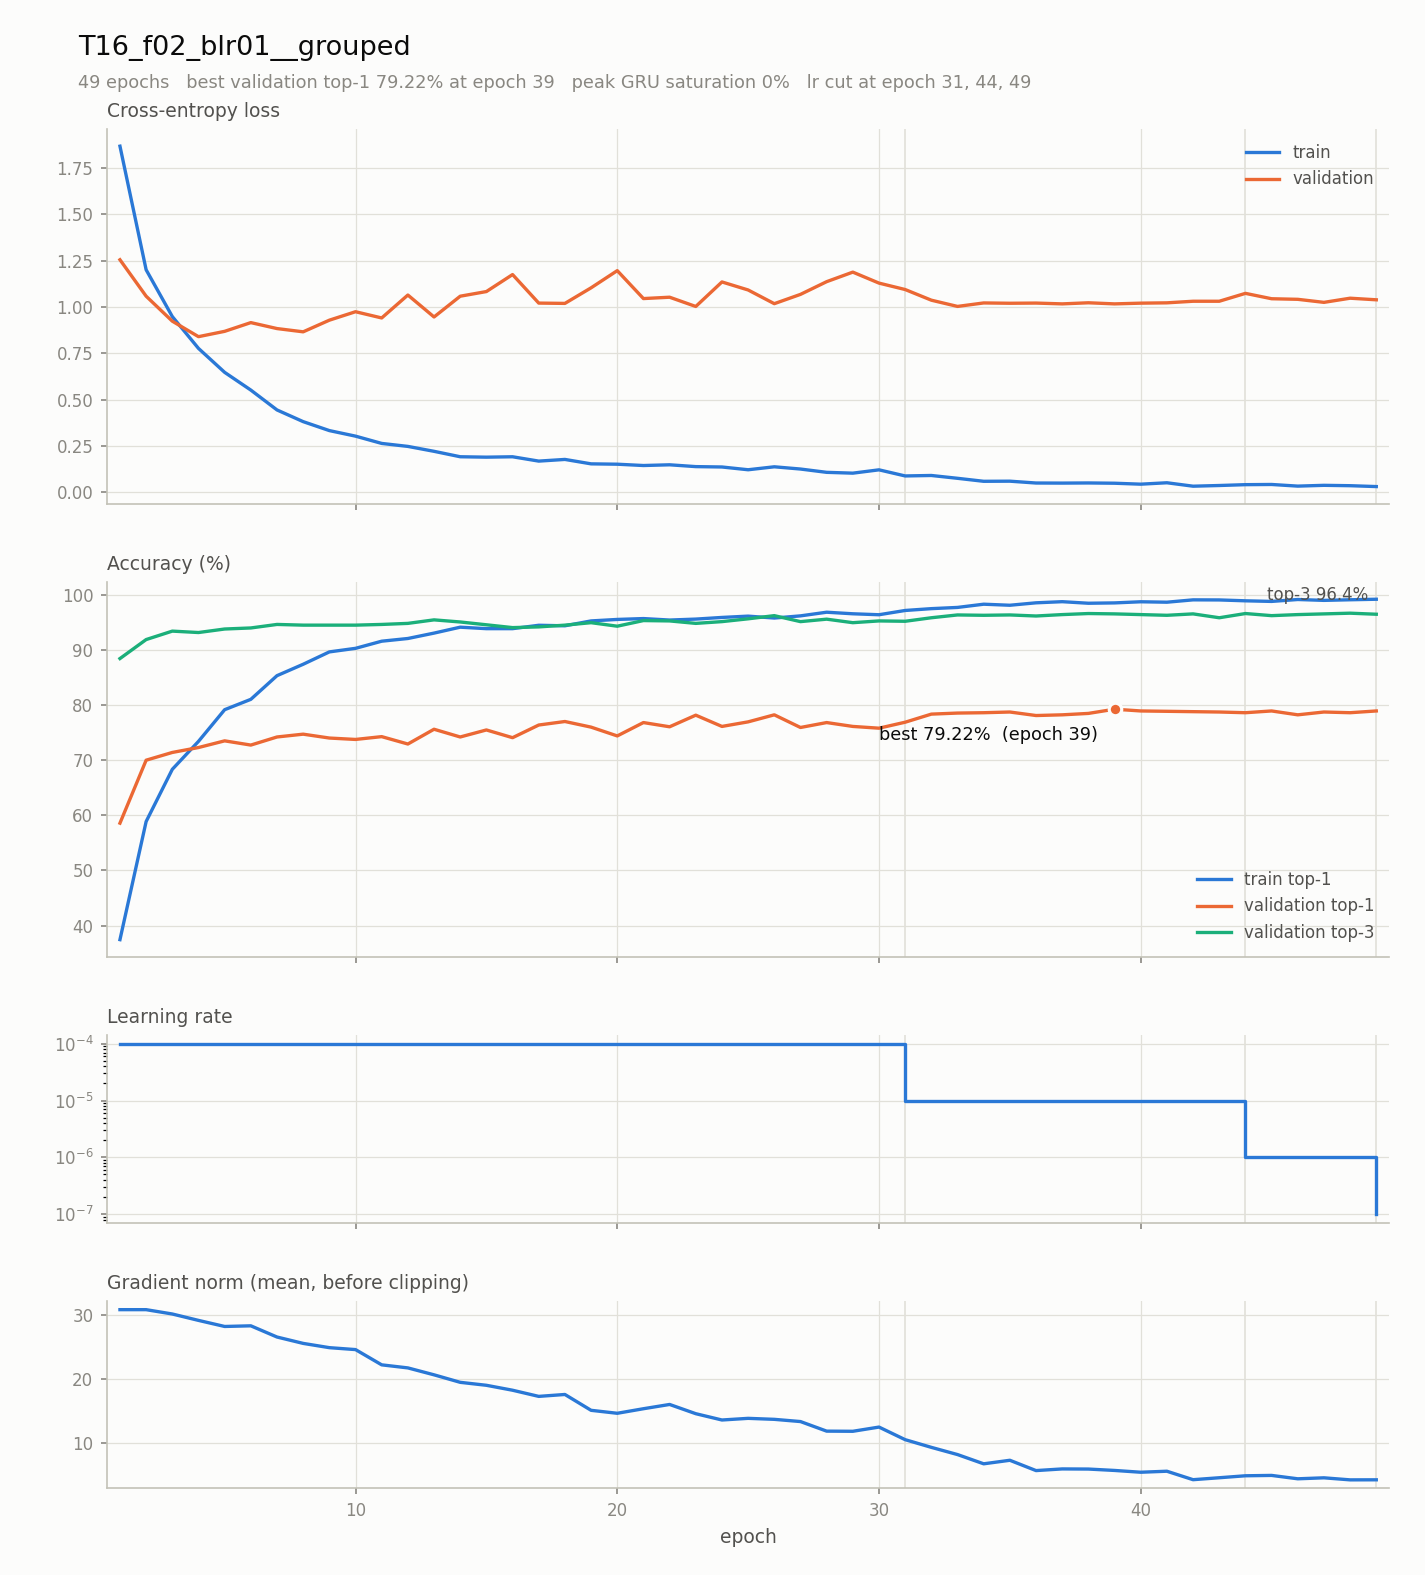 T16_f02_blr01__grouped
49 epochs   best validation top-1 79.22% at epoch 39   peak GRU saturation 0%   lr cut at epoch 31, 44, 49
Cross-entropy loss
train
validation
1.75
1.50
1.25
1.00
0.75
0.50
0.25
0.00
Accuracy (%)
100
90
80
70
60
50
40
top-3 96.4%
best 79.22%  (epoch 39)
train top-1
validation top-1
validation top-3
Learning rate
10⁻⁴
10⁻⁵
10⁻⁶
10⁻⁷
Gradient norm (mean, before clipping)
30
20
10
10 20 30 40
epoch